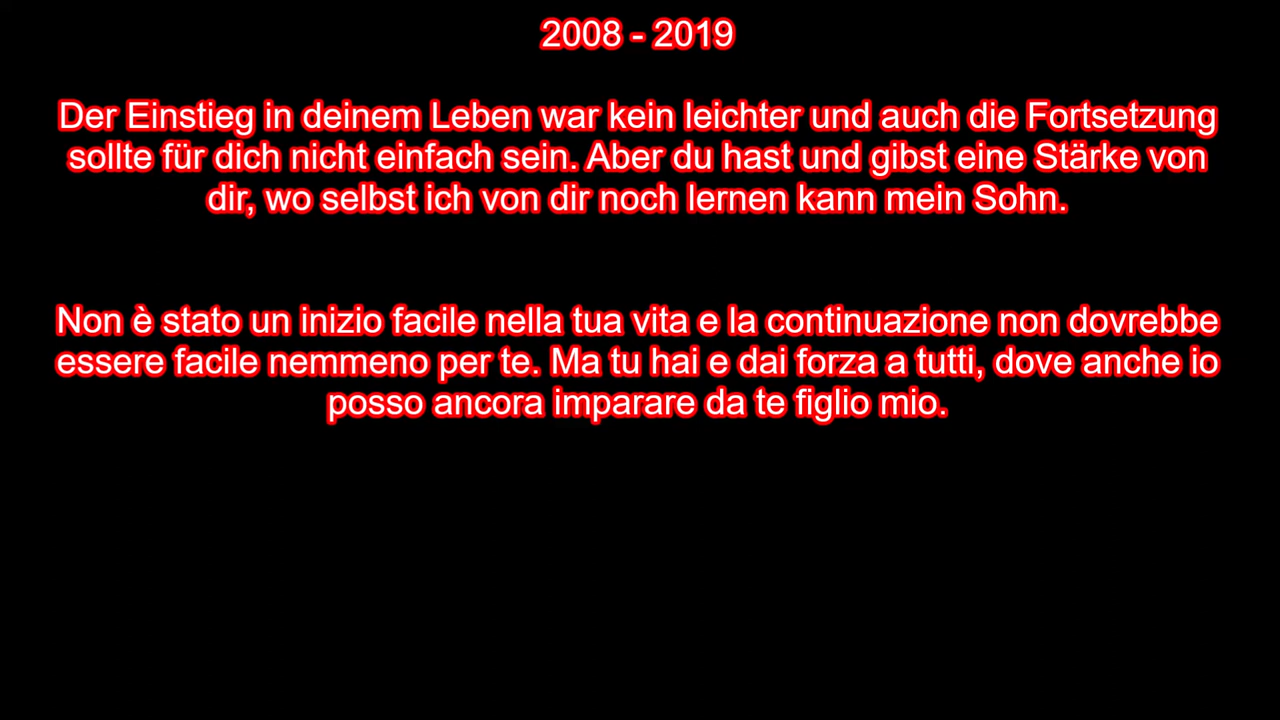 2008 - 2019
Der Einstieg in deinem Leben war kein leichter und auch die Fortsetzung
sollte für dich nicht einfach sein. Aber du hast und gibst eine Stärke von
dir, wo selbst ich von dir noch lernen kann mein Sohn.
Non è stato un inizio facile nella tua vita e la continuazione non dovrebbe
essere facile nemmeno per te. Ma tu hai e dai forza a tutti, dove anche io
posso ancora imparare da te figlio mio.